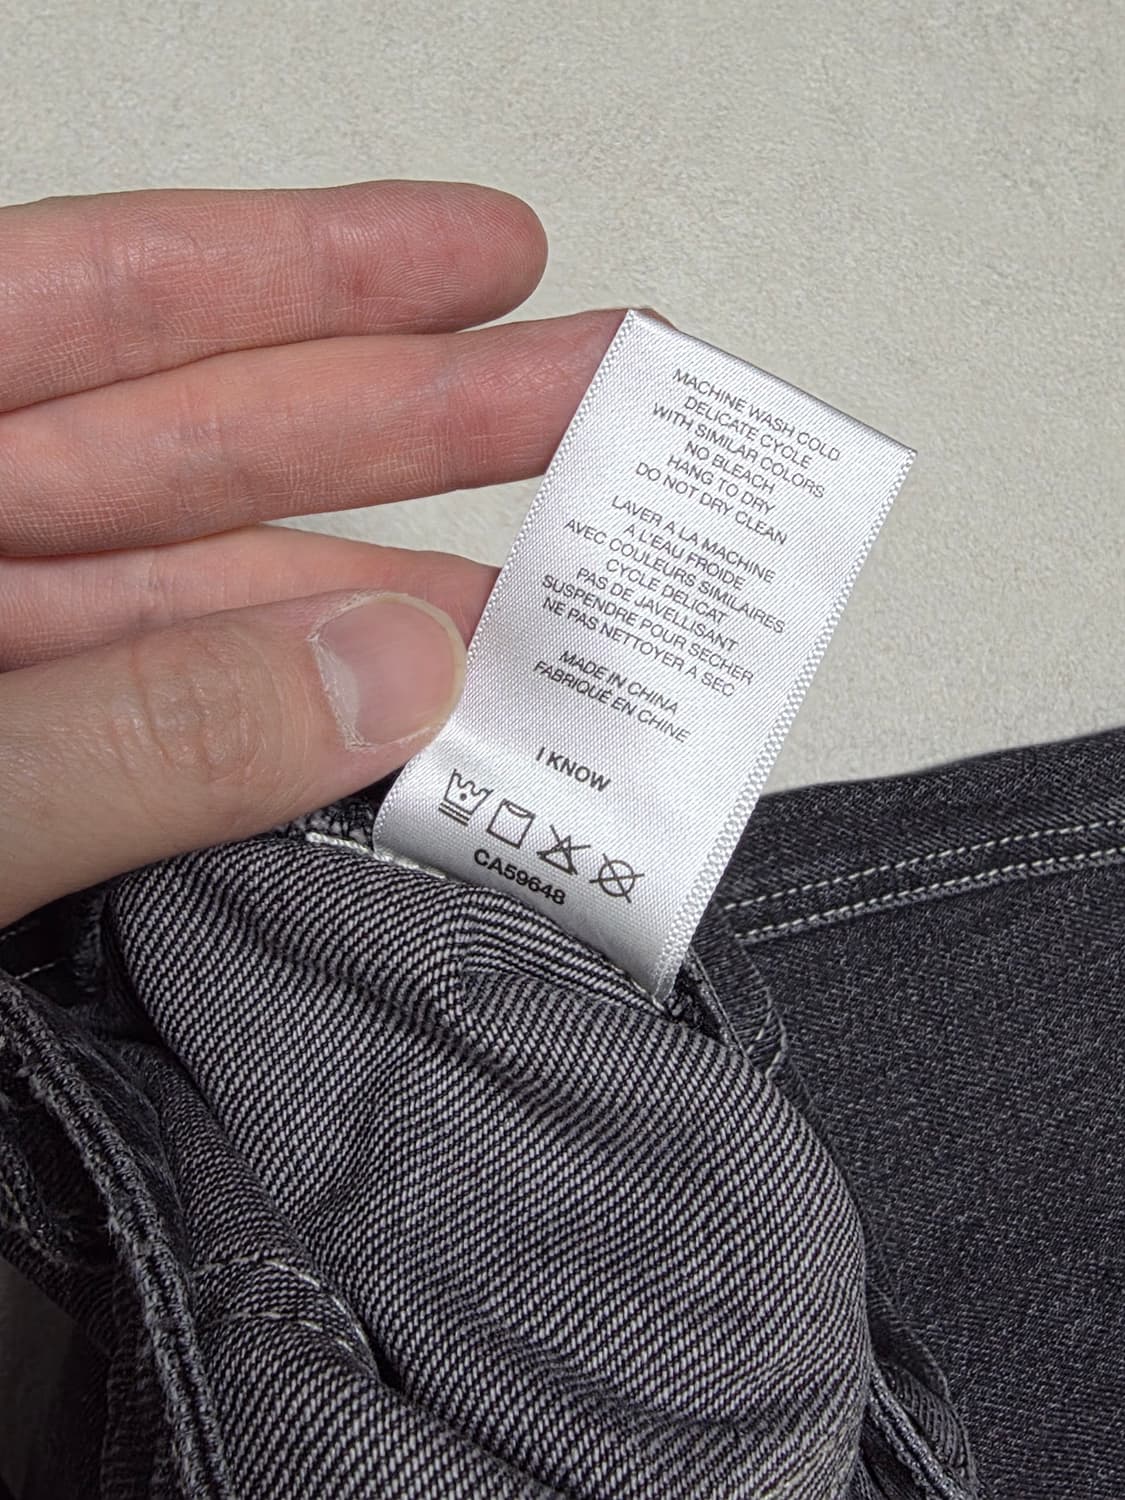 MACHINE WASH COLD
DELICATE CYCLE
WITH SIMILAR COLORS
NO BLEACH
HANG TO DRY
DO NOT DRY CLEAN
LAVER A LA MACHINE
A L'EAU FROIDE
AVEC COULEURS SIMILAIRES
CYCLE DELICAT
PAS DE JAVELLISANT
SUSPENDRE POUR SECHER
NE PAS NETTOYER A SEC
MADE IN CHINA
FABRIQUÉ EN CHINE
I KNOW
CA59648